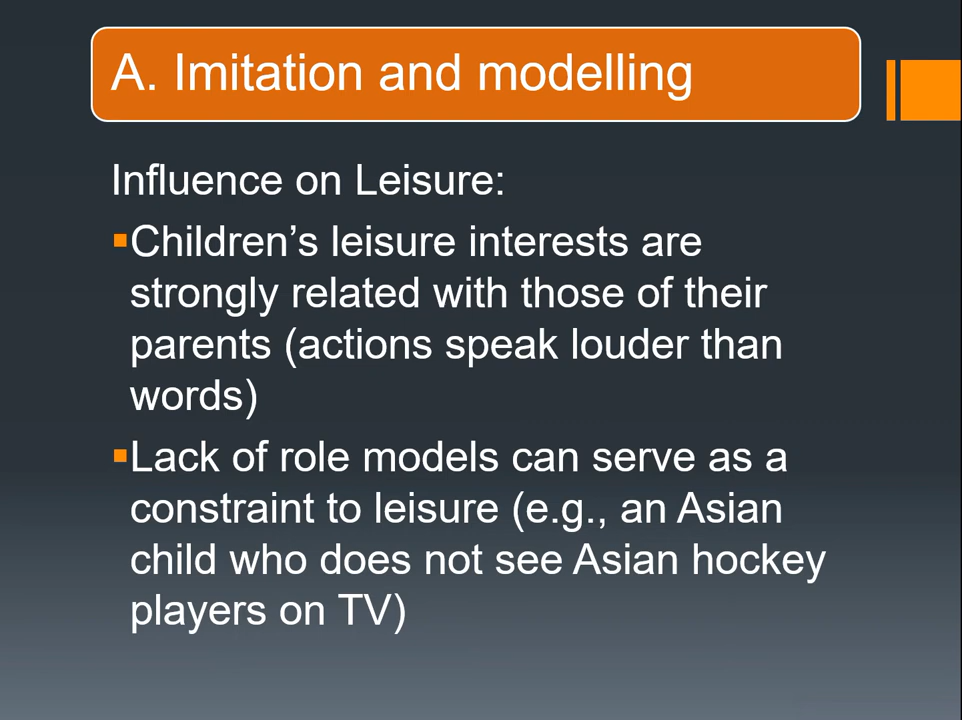 A. Imitation and modelling
Influence on Leisure:
▪Children’s leisure interests are
strongly related with those of their
parents (actions speak louder than
words)
▪Lack of role models can serve as a
constraint to leisure (e.g., an Asian
child who does not see Asian hockey
players on TV)